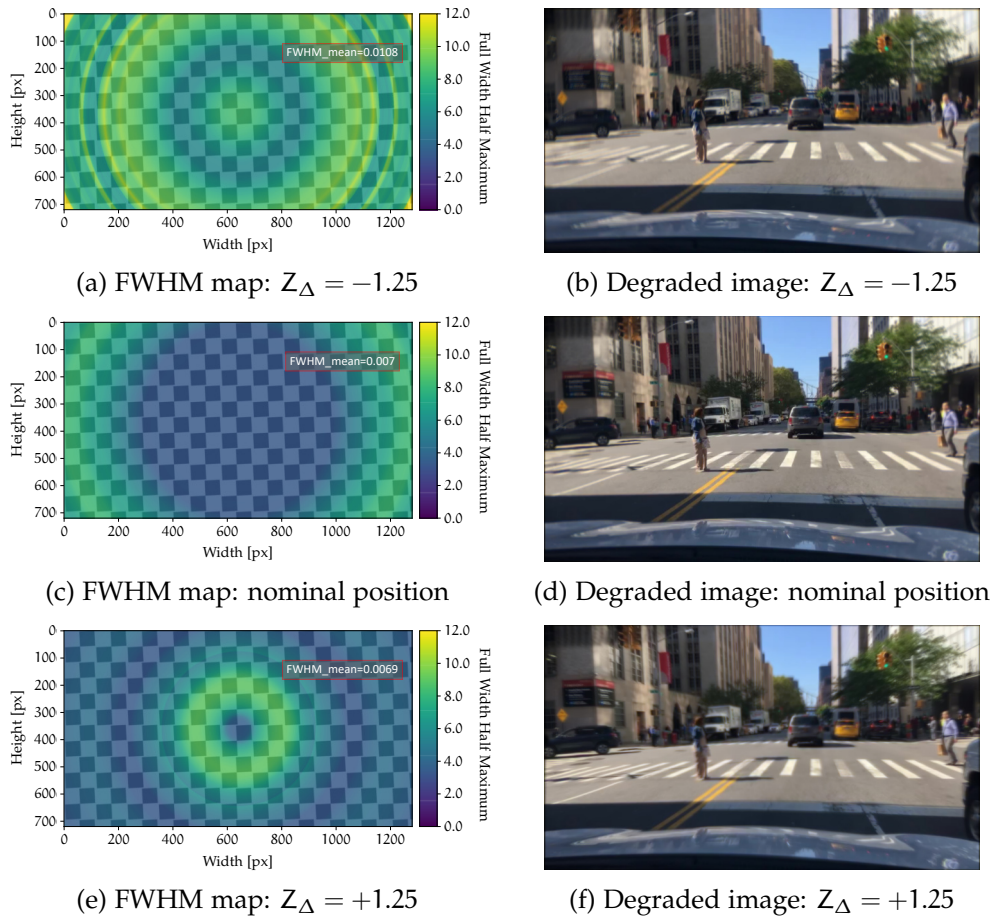 0
100
200
300
400
500
600
700
Height [px]
0 200 400 600 800 1000 1200
Width [px]
FWHM_mean=0.0108
12.0
10.0
8.0
6.0
4.0
2.0
0.0
Full Width Half Maximum
(a) FWHM map: Z_Δ = −1.25
(b) Degraded image: Z_Δ = −1.25
0
100
200
300
400
500
600
700
Height [px]
0 200 400 600 800 1000 1200
Width [px]
FWHM_mean=0.007
12.0
10.0
8.0
6.0
4.0
2.0
0.0
Full Width Half Maximum
(c) FWHM map: nominal position
(d) Degraded image: nominal position
0
100
200
300
400
500
600
700
Height [px]
0 200 400 600 800 1000 1200
Width [px]
FWHM_mean=0.0069
12.0
10.0
8.0
6.0
4.0
2.0
0.0
Full Width Half Maximum
(e) FWHM map: Z_Δ = +1.25
(f) Degraded image: Z_Δ = +1.25